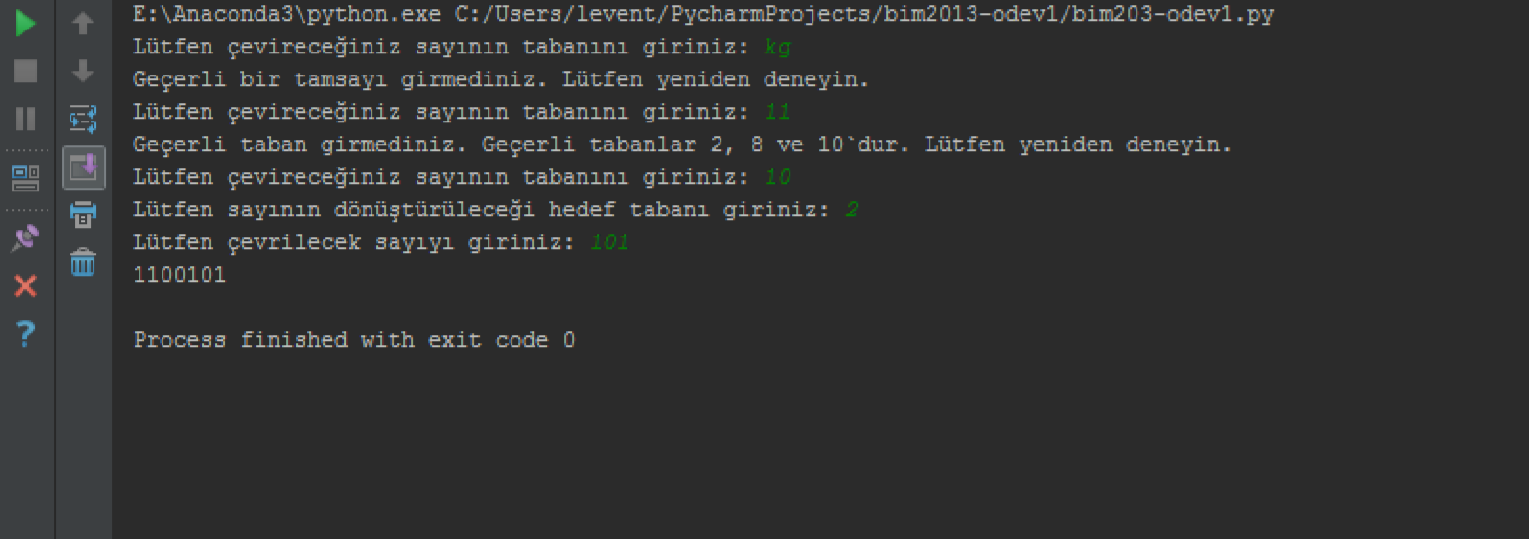 E:\Anaconda3\python.exe C:/Users/levent/PycharmProjects/bim2013-odev1/bim203-odev1.py
Lütfen çevireceğiniz sayının tabanını giriniz: kg
Geçerli bir tamsayı girmediniz. Lütfen yeniden deneyin.
Lütfen çevireceğiniz sayının tabanını giriniz: 11
Geçerli taban girmediniz. Geçerli tabanlar 2, 8 ve 10`dur. Lütfen yeniden deneyin.
Lütfen çevireceğiniz sayının tabanını giriniz: 10
Lütfen sayının dönüştürüleceği hedef tabanı giriniz: 2
Lütfen çevrilecek sayıyı giriniz: 101
1100101
Process finished with exit code 0